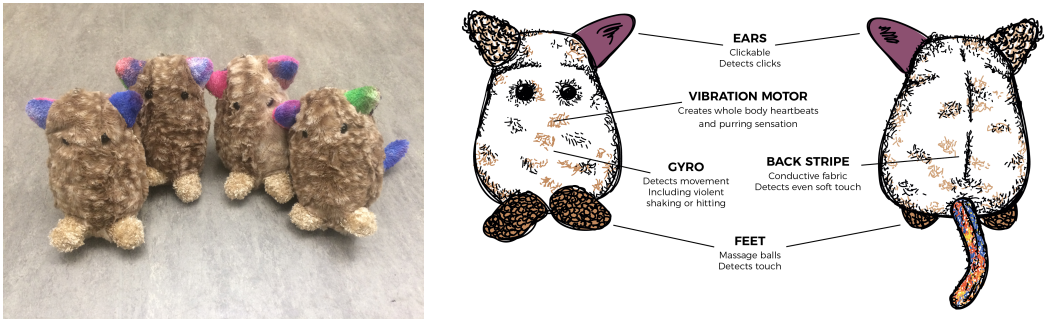 EARS
Clickable
Detects clicks
VIBRATION MOTOR
Creates whole body heartbeats
and purring sensation
GYRO
Detects movement
Including violent
shaking or hitting
BACK STRIPE
Conductive fabric
Detects even soft touch
FEET
Massage balls
Detects touch